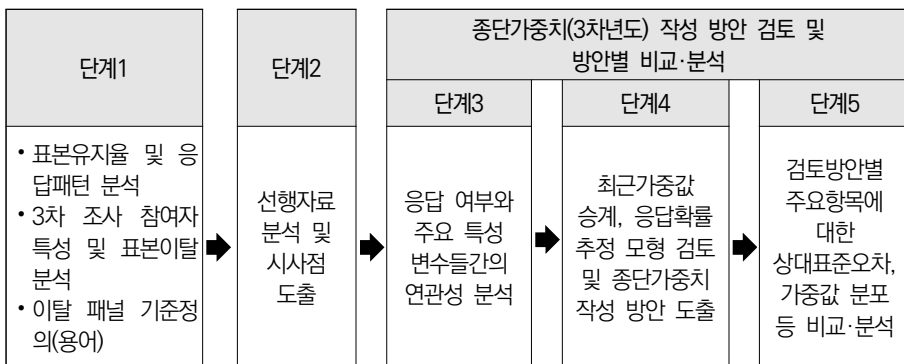 단계1
단계2
종단가중치(3차년도) 작성 방안 검토 및
방안별 비교·분석
단계3
단계4
단계5
• 표본유지율 및 응
답패턴 분석
• 3차 조사 참여자
특성 및 표본이탈
분석
• 이탈 패널 기준정
의(용어)
선행자료
분석 및
시사점
도출
응답 여부와
주요 특성
변수들간의
연관성 분석
최근가중값
승계, 응답확률
추정 모형 검토
및 종단가중치
작성 방안 도출
검토방안별
주요항목에
대한
상대표준오차,
가중값 분포
등 비교·분석